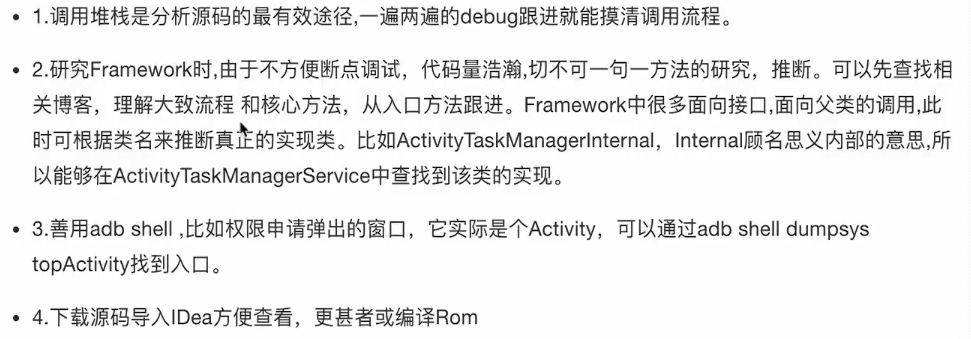 1.调用堆栈是分析源码的最有效途径,一遍两遍的debug跟进就能摸清调用流程。
2.研究Framework时,由于不方便断点调试，代码量浩瀚,切不可一句一方法的研究，推断。可以先查找相
关博客，理解大致流程 和核心方法，从入口方法跟进。Framework中很多面向接口,面向父类的调用,此
时可根据类名来推断真正的实现类。比如ActivityTaskManagerInternal，Internal顾名思义内部的意思,所
以能够在ActivityTaskManagerService中查找到该类的实现。
3.善用adb shell ,比如权限申请弹出的窗口，它实际是个Activity，可以通过adb shell dumpsys
topActivity找到入口。
4.下载源码导入IDea方便查看，更甚者或编译Rom